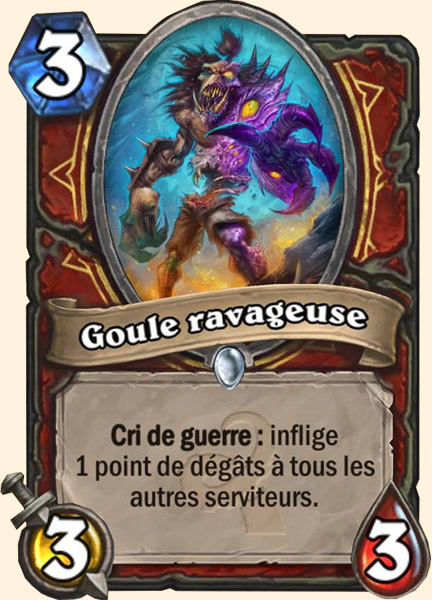 3
Goule ravageuse
Cri de guerre : inflige
1 point de dégâts à tous les
autres serviteurs.
3
3